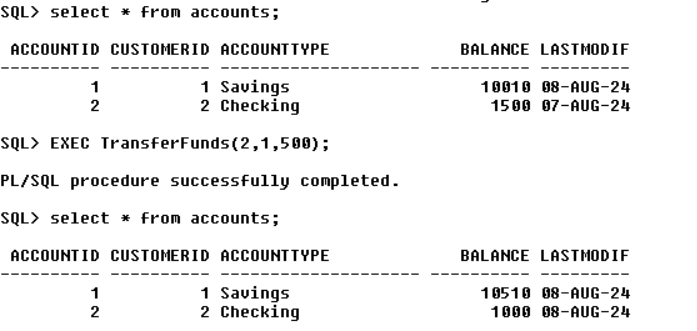 SQL> select * from accounts;
ACCOUNTID CUSTOMERID ACCOUNTTYPE BALANCE LASTMODIF
---------- ---------- -------------------- ---------- ---------
1 1 Savings 10010 08-AUG-24
2 2 Checking 1500 07-AUG-24
SQL> EXEC TransferFunds(2,1,500);
PL/SQL procedure successfully completed.
SQL> select * from accounts;
ACCOUNTID CUSTOMERID ACCOUNTTYPE BALANCE LASTMODIF
---------- ---------- -------------------- ---------- ---------
1 1 Savings 10510 08-AUG-24
2 2 Checking 1000 08-AUG-24